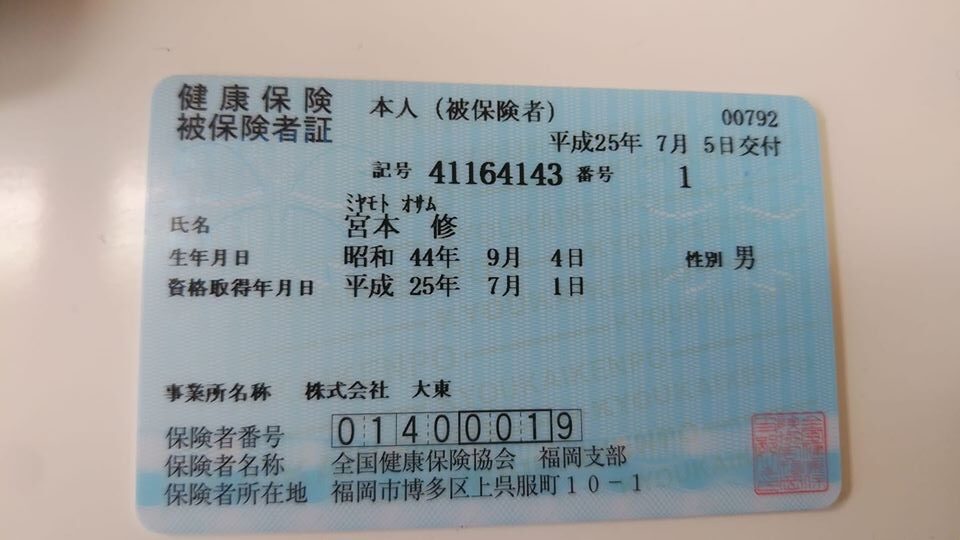 健康保険 本人（被保険者） 00792
被保険者証 平成25年 7月 5日交付
記号 41164143 番号 1
ﾐﾔﾓﾄ ｵｻﾑ
氏名 宮本 修
生年月日 昭和 44年 9月 4日 性別 男
資格取得年月日 平成 25年 7月 1日
事業所名称 株式会社 大東
保険者番号 01400019
保険者名称 全国健康保険協会 福岡支部
保険者所在地 福岡市博多区上呉服町１０－１